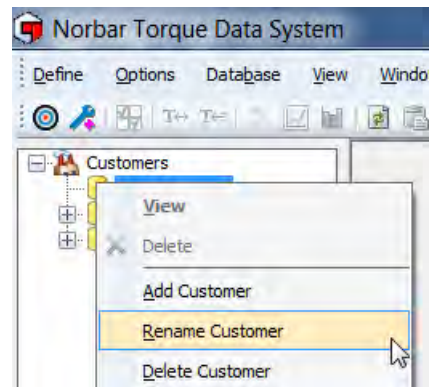 Norbar Torque Data System
Define Options Database View Windo
Customers
View
Delete
Add Customer
Rename Customer
Delete Customer